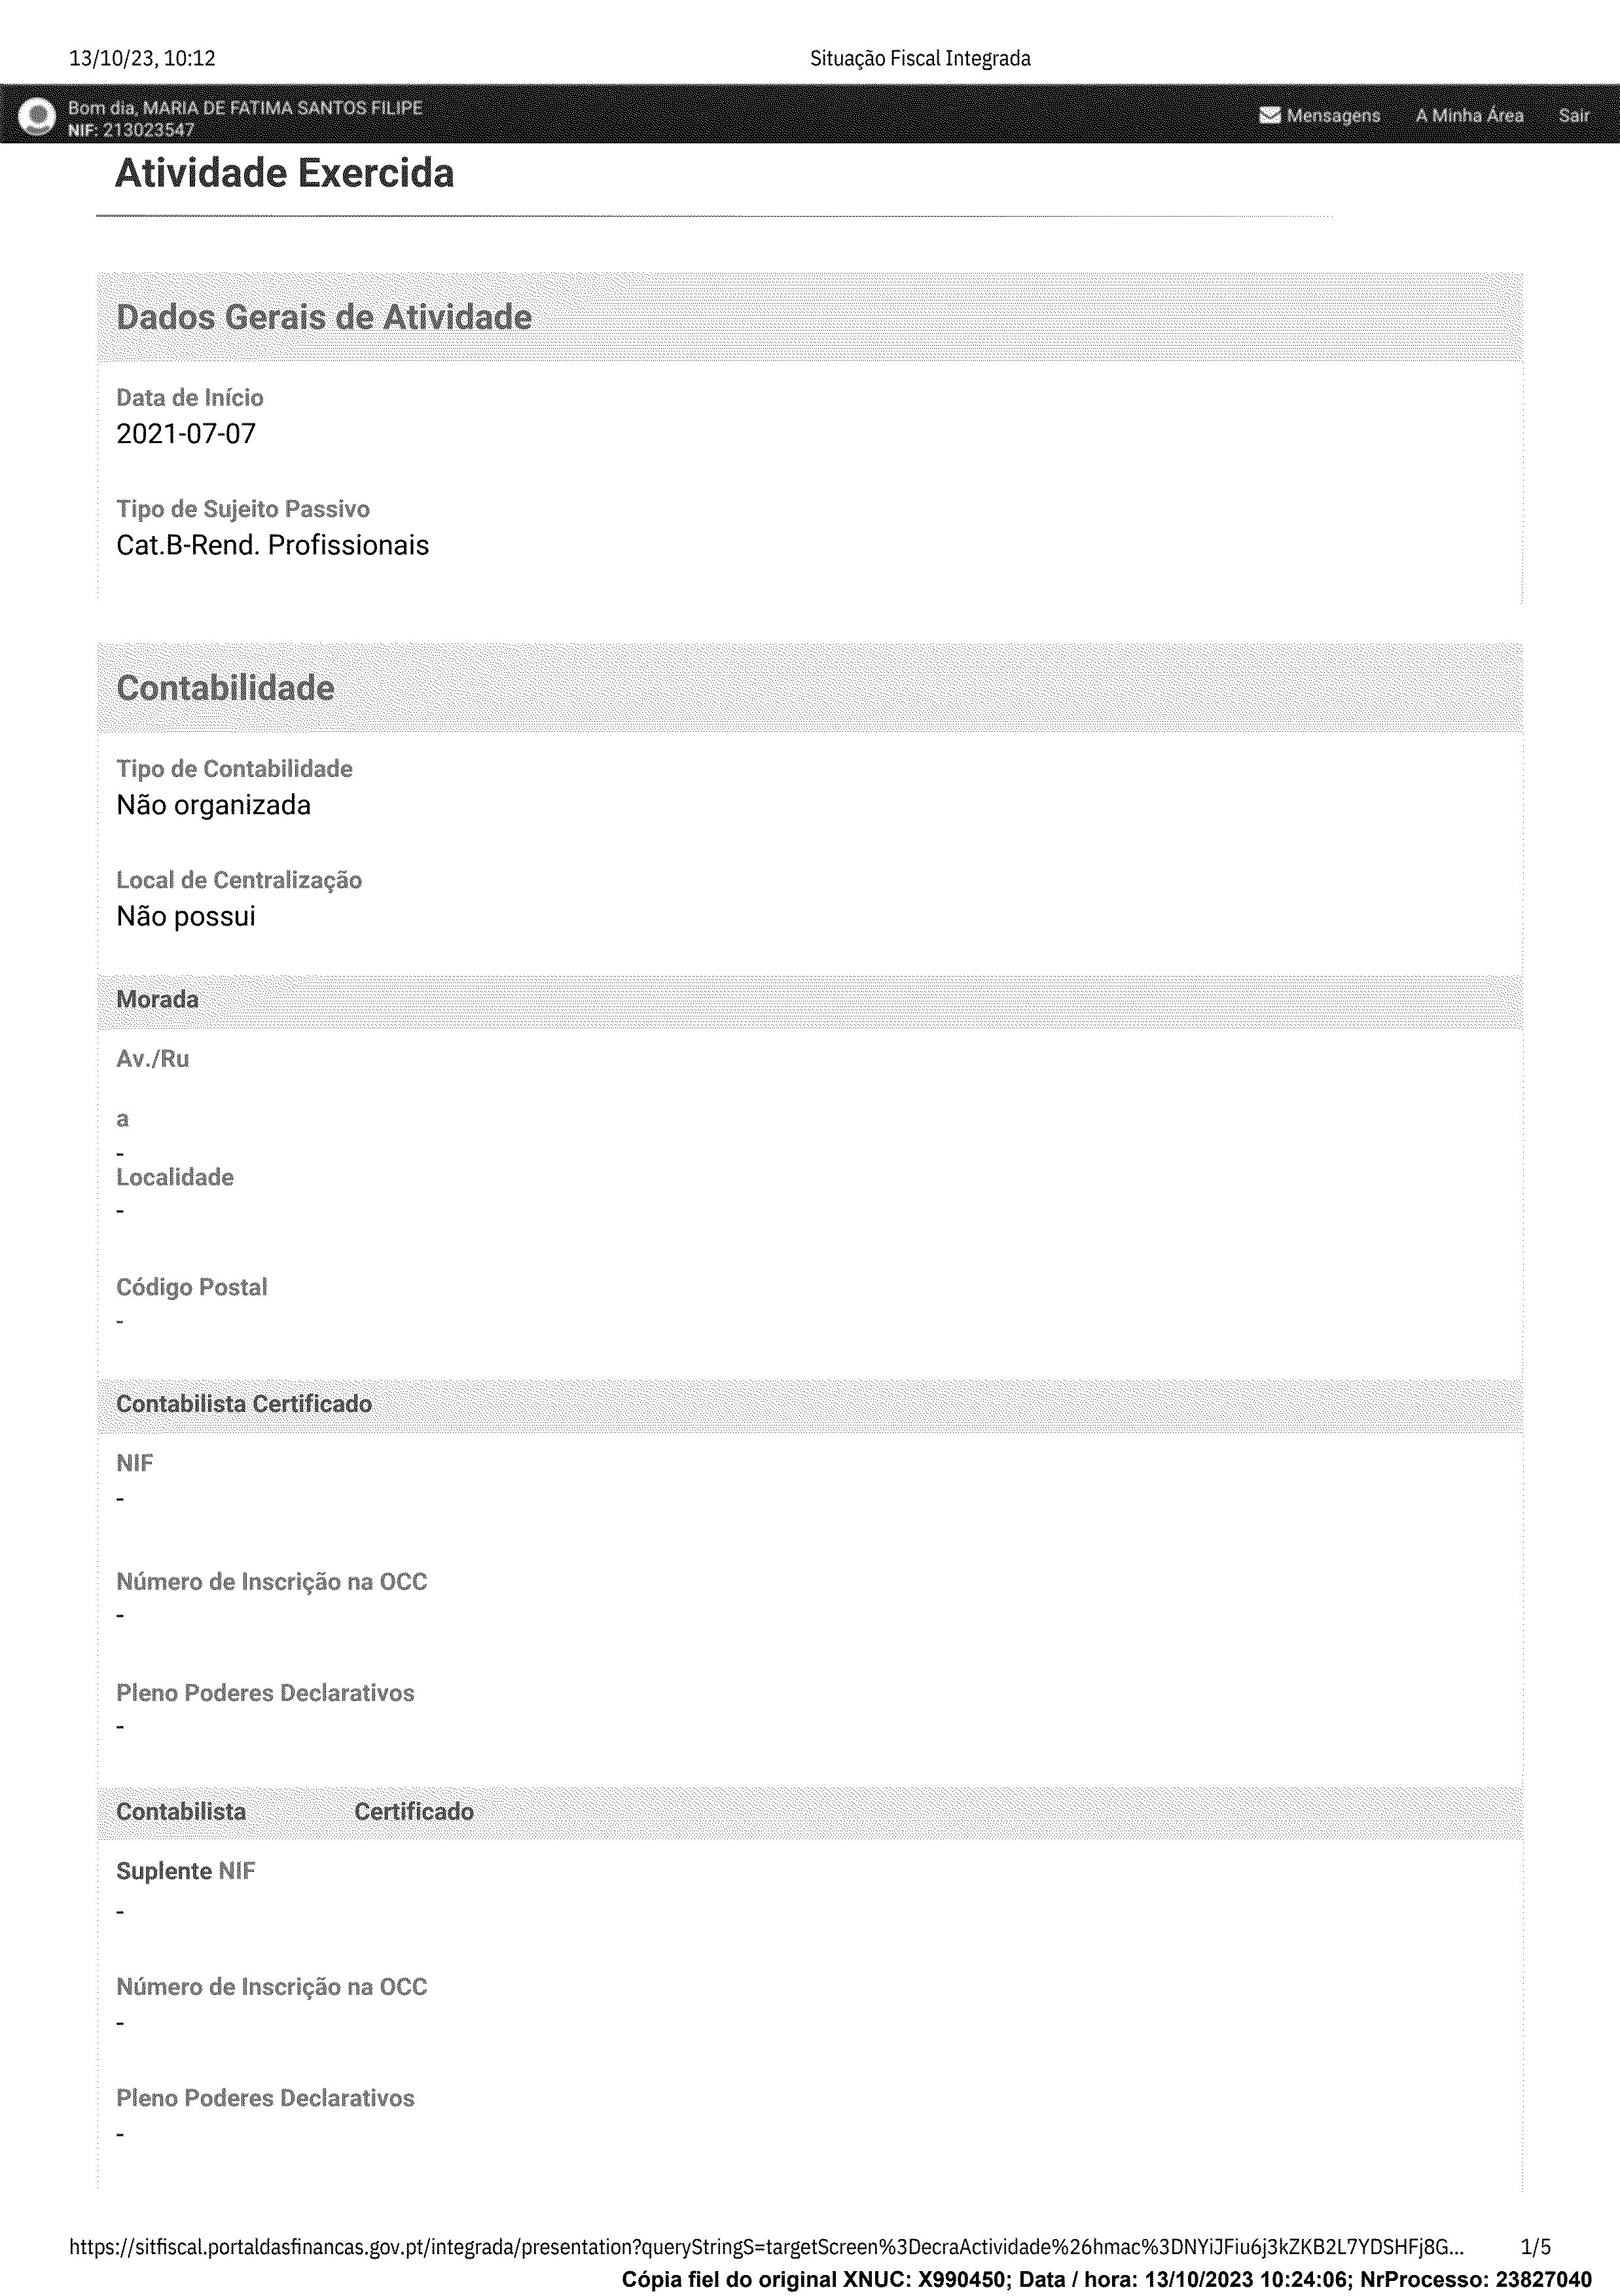 13/10/23, 10:12 Situação Fiscal Integrada
Bom dia, MARIA DE FATIMA SANTOS FILIPE
NIF: 213023547
Mensagens A Minha Área Sair
Atividade Exercida
Dados Gerais de Atividade
Data de Início
2021-07-07
Tipo de Sujeito Passivo
Cat.B-Rend. Profissionais
Contabilidade
Tipo de Contabilidade
Não organizada
Local de Centralização
Não possui
Morada
Av./Ru
a
-
Localidade
-
Código Postal
-
Contabilista Certificado
NIF
-
Número de Inscrição na OCC
-
Pleno Poderes Declarativos
-
Contabilista Certificado
Suplente NIF
-
Número de Inscrição na OCC
-
Pleno Poderes Declarativos
-
https://sitfiscal.portaldasfinancas.gov.pt/integrada/presentation?queryStringS=targetScreen%3DecraActividade%26hmac%3DNYiJFiu6j3kZKB2L7YDSHFj8G... 1/5
Cópia fiel do original XNUC: X990450; Data / hora: 13/10/2023 10:24:06; NrProcesso: 23827040